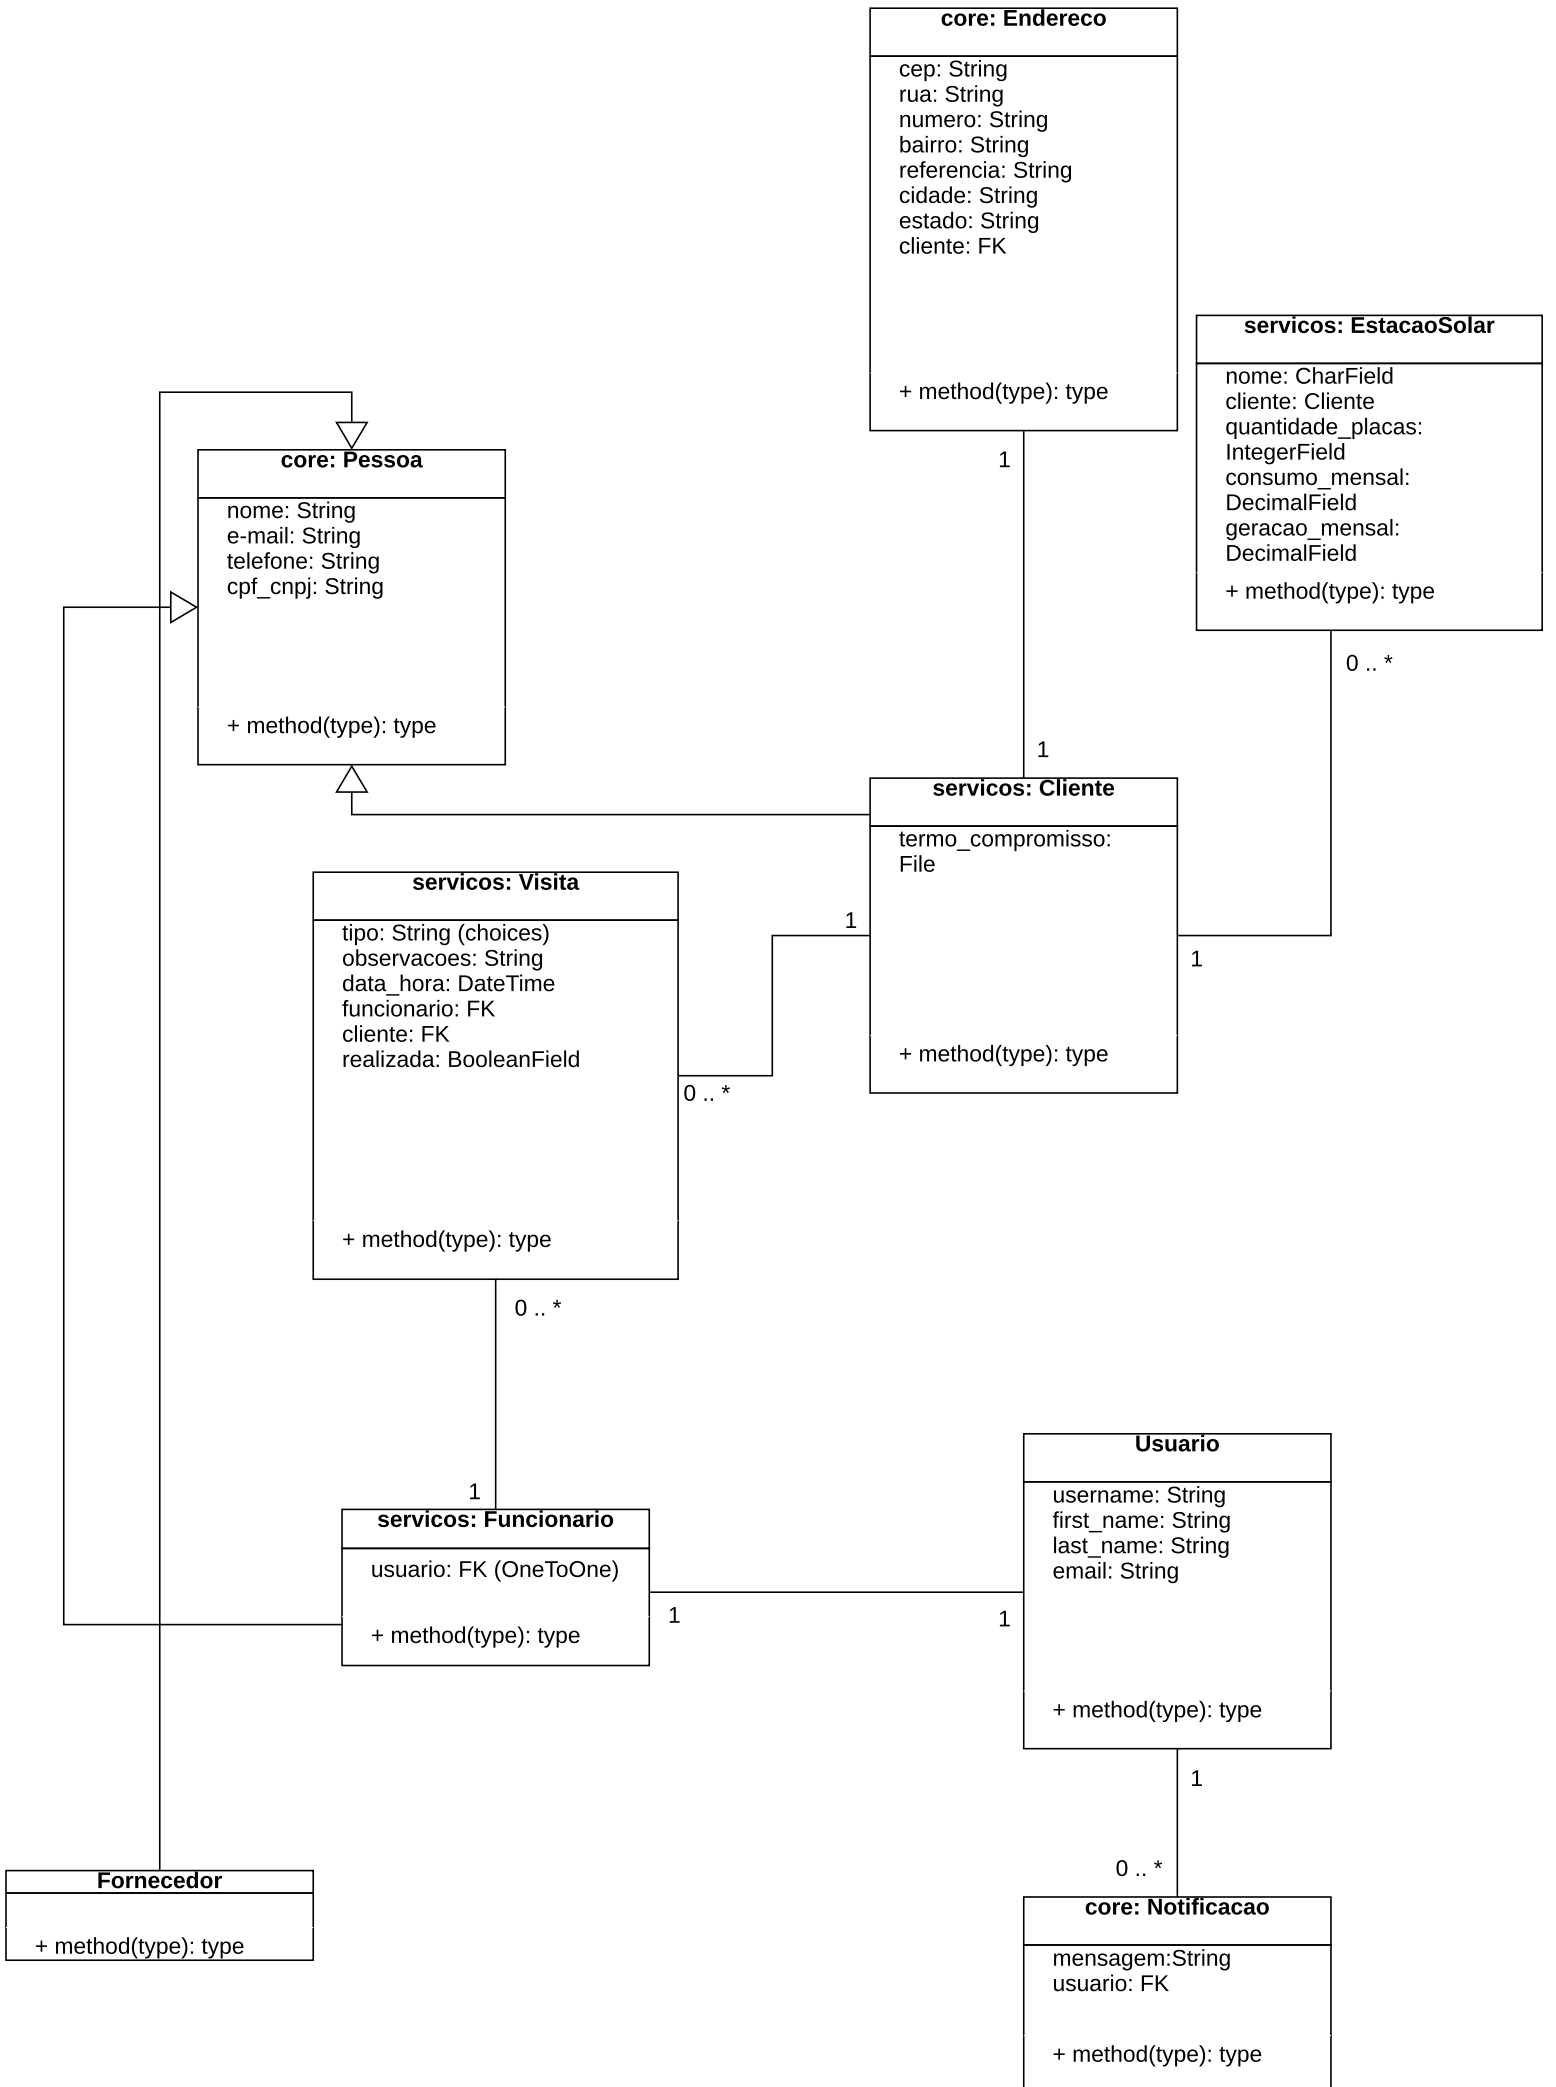 core: Endereco
cep: String
rua: String
numero: String
bairro: String
referencia: String
cidade: String
estado: String
cliente: FK
+ method(type): type
1
1
servicos: EstacaoSolar
nome: CharField
cliente: Cliente
quantidade_placas:
IntegerField
consumo_mensal:
DecimalField
geracao_mensal:
DecimalField
+ method(type): type
0 .. *
1
core: Pessoa
nome: String
e-mail: String
telefone: String
cpf_cnpj: String
+ method(type): type
servicos: Cliente
termo_compromisso:
File
+ method(type): type
1
0 .. *
servicos: Visita
tipo: String (choices)
observacoes: String
data_hora: DateTime
funcionario: FK
cliente: FK
realizada: BooleanField
+ method(type): type
0 .. *
1
servicos: Funcionario
usuario: FK (OneToOne)
+ method(type): type
1
1
Usuario
username: String
first_name: String
last_name: String
email: String
+ method(type): type
1
0 .. *
Fornecedor
+ method(type): type
core: Notificacao
mensagem:String
usuario: FK
+ method(type): type